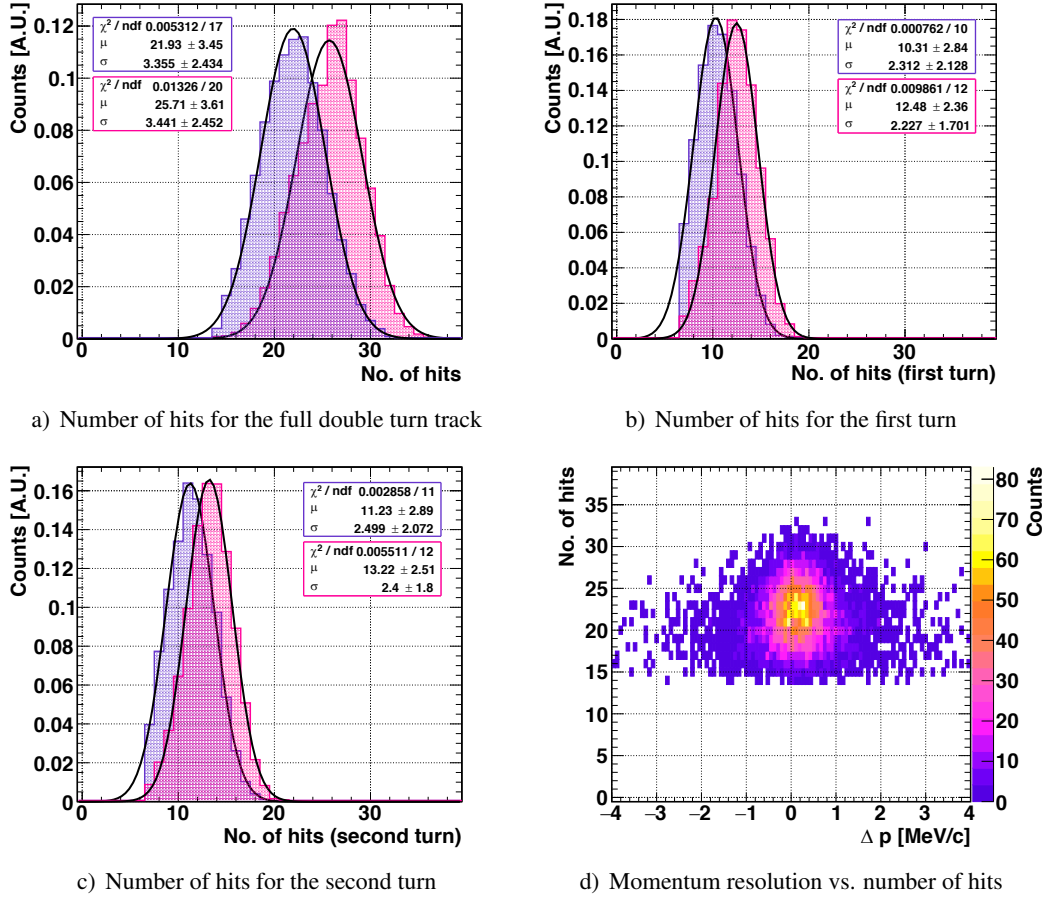 Counts [A.U.]
0.12
0.1
0.08
0.06
0.04
0.02
0
χ² / ndf 0.005312 / 17
μ 21.93 ± 3.45
σ 3.355 ± 2.434
χ² / ndf 0.01326 / 20
μ 25.71 ± 3.61
σ 3.441 ± 2.452
0 10 20 30
No. of hits
a) Number of hits for the full double turn track
Counts [A.U.]
0.18
0.16
0.14
0.12
0.1
0.08
0.06
0.04
0.02
0
χ² / ndf 0.000762 / 10
μ 10.31 ± 2.84
σ 2.312 ± 2.128
χ² / ndf 0.009861 / 12
μ 12.48 ± 2.36
σ 2.227 ± 1.701
0 10 20 30
No. of hits (first turn)
b) Number of hits for the first turn
Counts [A.U.]
0.16
0.14
0.12
0.1
0.08
0.06
0.04
0.02
0
χ² / ndf 0.002858 / 11
μ 11.23 ± 2.89
σ 2.499 ± 2.072
χ² / ndf 0.005511 / 12
μ 13.22 ± 2.51
σ 2.4 ± 1.8
0 10 20 30
No. of hits (second turn)
c) Number of hits for the second turn
No. of hits
35
30
25
20
15
10
5
0
−4 −3 −2 −1 0 1 2 3 4
Δ p [MeV/c]
Counts
80
70
60
50
40
30
20
10
0
d) Momentum resolution vs. number of hits